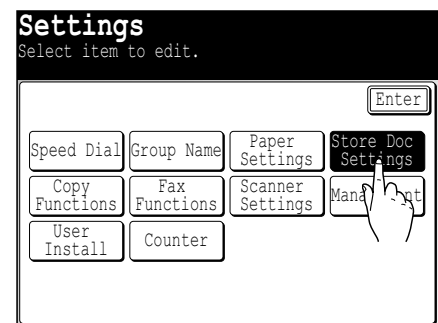 Settings
Select item to edit.
Enter
Speed Dial Group Name Paper Settings Store Doc Settings
Copy Functions Fax Functions Scanner Settings
User Install Counter